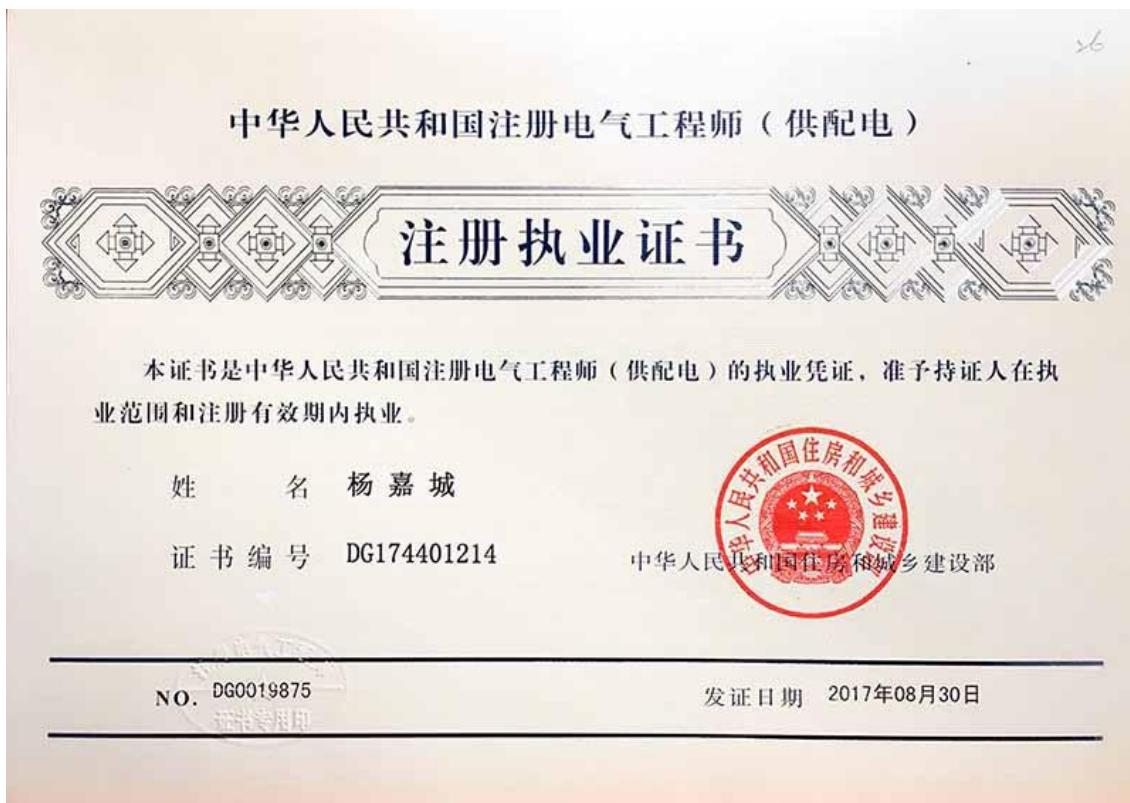 26
中华人民共和国注册电气工程师（供配电）
注册执业证书
本证书是中华人民共和国注册电气工程师（供配电）的执业凭证，准予持证人在执
业范围和注册有效期内执业。
姓 名 杨嘉城
中华人民共和国住房和城乡建设部
证书编号 DG174401214
中华人民共和国住房和城乡建设部
NO. DG0019875
发证日期 2017年08月30日